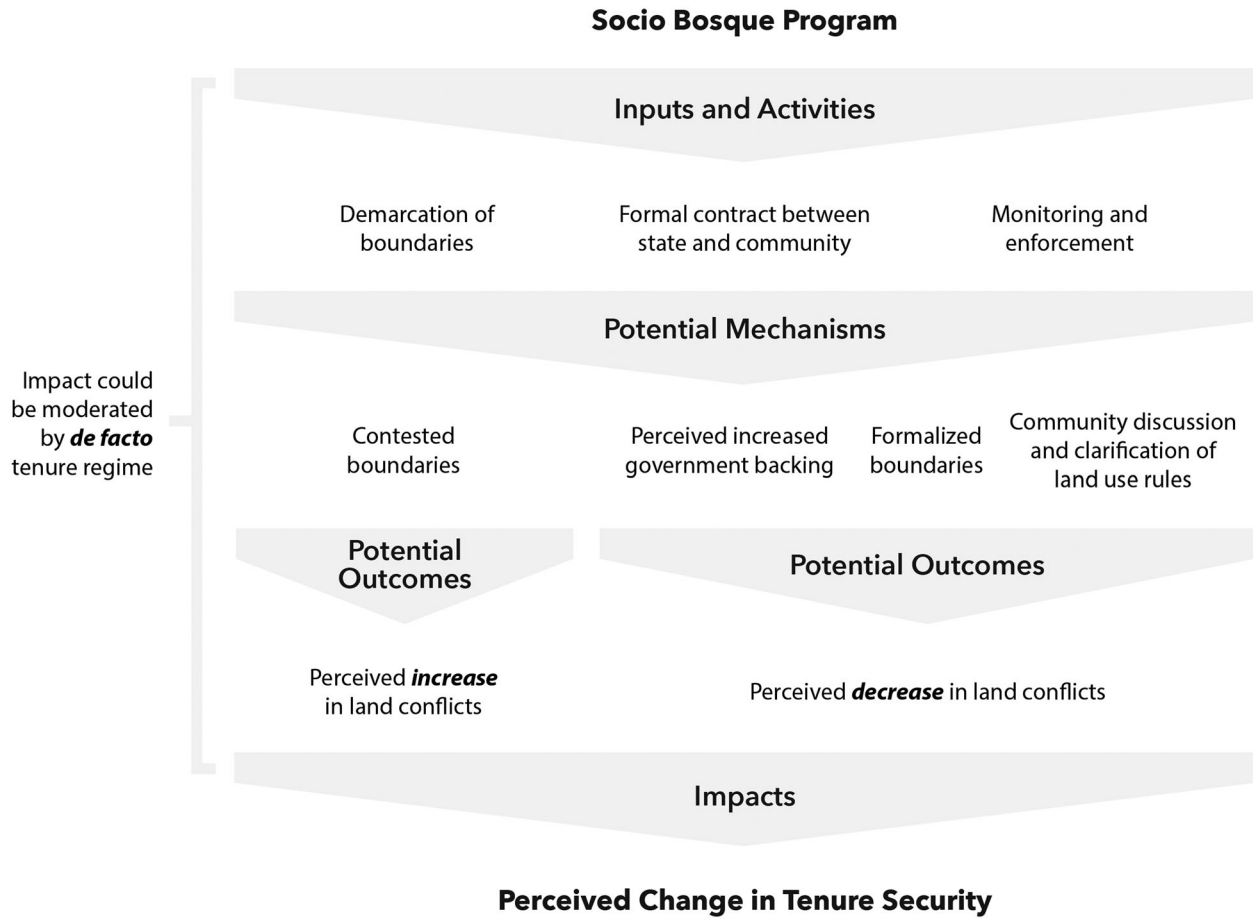 Socio Bosque Program
Inputs and Activities
Demarcation of
boundaries
Formal contract between
state and community
Monitoring and
enforcement
Potential Mechanisms
Impact could
be moderated
by de facto
tenure regime
Contested
boundaries
Perceived increased
government backing
Formalized
boundaries
Community discussion
and clarification of
land use rules
Potential
Outcomes
Potential Outcomes
Perceived increase
in land conflicts
Perceived decrease in land conflicts
Impacts
Perceived Change in Tenure Security